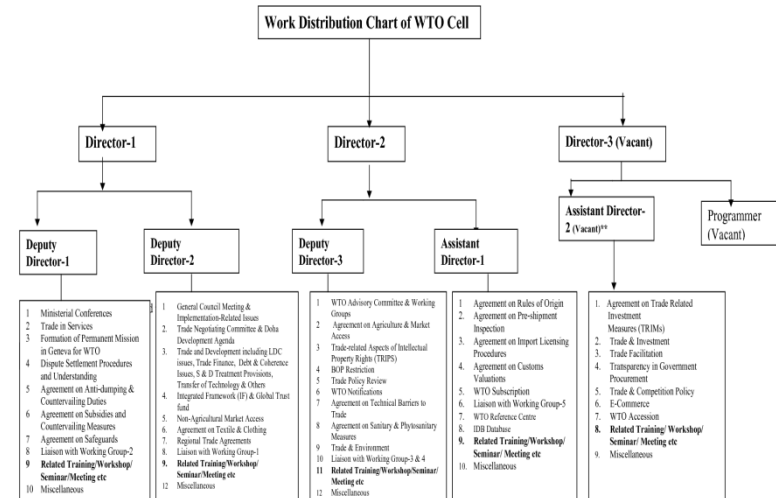 Work Distribution Chart of WTO Cell
Director-1
Director-2
Director-3 (Vacant)
Deputy
Director-1
Deputy
Director-2
Deputy
Director-3
Assistant
Director-1
Assistant Director-
2 (Vacant)**
Programmer
(Vacant)
1 Ministerial Conferences
2 Trade in Services
3 Formation of Permanent Mission
in Geneva for WTO
4 Dispute Settlement Procedures
and Understanding
5 Agreement on Anti-dumping &
Countervailing Duties
6 Agreement on Subsidies and
Countervailing Measures
7 Agreement on Safeguards
8 Liaison with Working Group-2
9 Related Training/Workshop/
Seminar/Meeting etc
10 Miscellaneous
1 General Council Meeting &
Implementation-Related Issues
2. Trade Negotiating Committee & Doha
Development Agenda
3. Trade and Development including LDC
issues, Trade Finance, Debt & Coherence
Issues, S & D Treatment Provisions,
Transfer of Technology & Others
4. Integrated Framework (IF) & Global Trust
fund
5. Non-Agricultural Market Access
6. Agreement on Textile & Clothing
7. Regional Trade Agreements
8. Liaison with Working Group-1
9. Related Training/Workshop/
Seminar/Meeting etc
12 Miscellaneous
1 WTO Advisory Committee & Working
Groups
2 Agreement on Agriculture & Market
Access
3 Trade-related Aspects of Intellectual
Property Rights (TRIPS)
4 BOP Restriction
5 Trade Policy Review
6 WTO Notifications
7 Agreement on Technical Barriers to
Trade
8 Agreement on Sanitary & Phytosanitary
Measures
9 Trade & Environment
10 Liaison with Working Group-3 & 4
11 Related Training/Workshop/Seminar/
Meeting etc
12 Miscellaneous
1 Agreement on Rules of Origin
2. Agreement on Pre-shipment
Inspection
3. Agreement on Import Licensing
Procedures
4. Agreement on Customs
Valuations
5. WTO Subscription
6. Liaison with Working Group-5
7. WTO Reference Centre
8. IDB Database
9. Related Training/Workshop/
Seminar/ Meeting etc
10. Miscellaneous
1. Agreement on Trade Related
Investment
Measures (TRIMs)
2. Trade & Investment
3. Trade Facilitation
4. Transparency in Government
Procurement
5. Trade & Competition Policy
6. E-Commerce
7. WTO Accession
8. Related Training/ Workshop/
Seminar/ Meeting etc
9. Miscellaneous